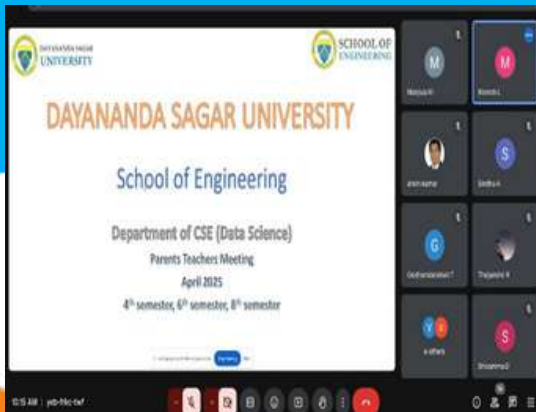 DAYANANDA SAGAR
UNIVERSITY
SCHOOL OF
ENGINEERING
DAYANANDA SAGAR UNIVERSITY
School of Engineering
Department of CSE (Data Science)
Parents Teachers Meeting
April 2025
4th semester, 6th semester, 8th semester
M
M
S
G
S
10:15 AM